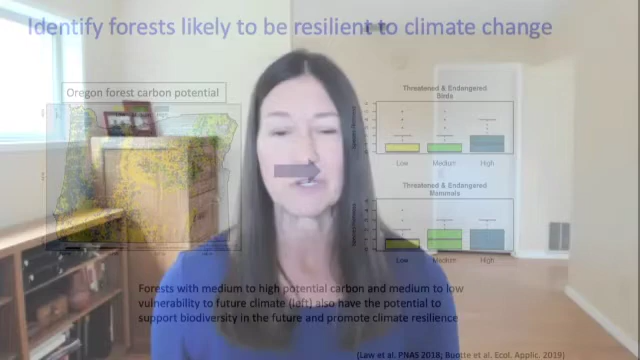 Identify forests likely to be resilient to climate change
Oregon forest carbon potential
Threatened & Endangered
Birds
Low
Medium
High
Threatened & Endangered
Mammals
Low
Medium
High
Forests with medium to high potential carbon and medium to low
vulnerability to future climate (left) also have the potential to
support biodiversity in the future and promote climate resilience
(Law et al. PNAS 2018, Buotte et al. Ecol. Applic. 2019)